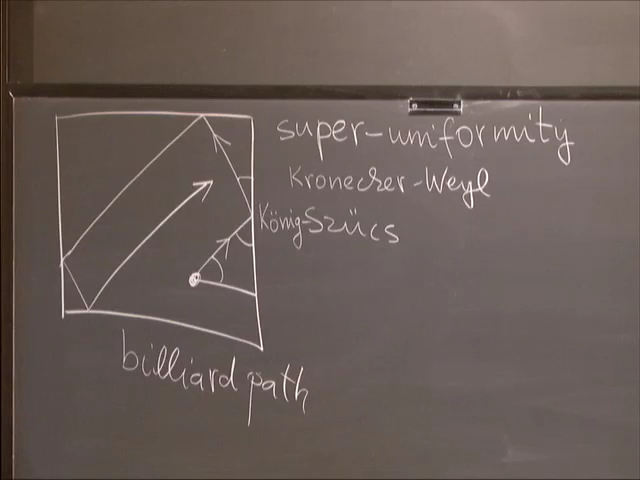 super-uniformity
Kronecker-Weyl
König-Szücs
billiard path